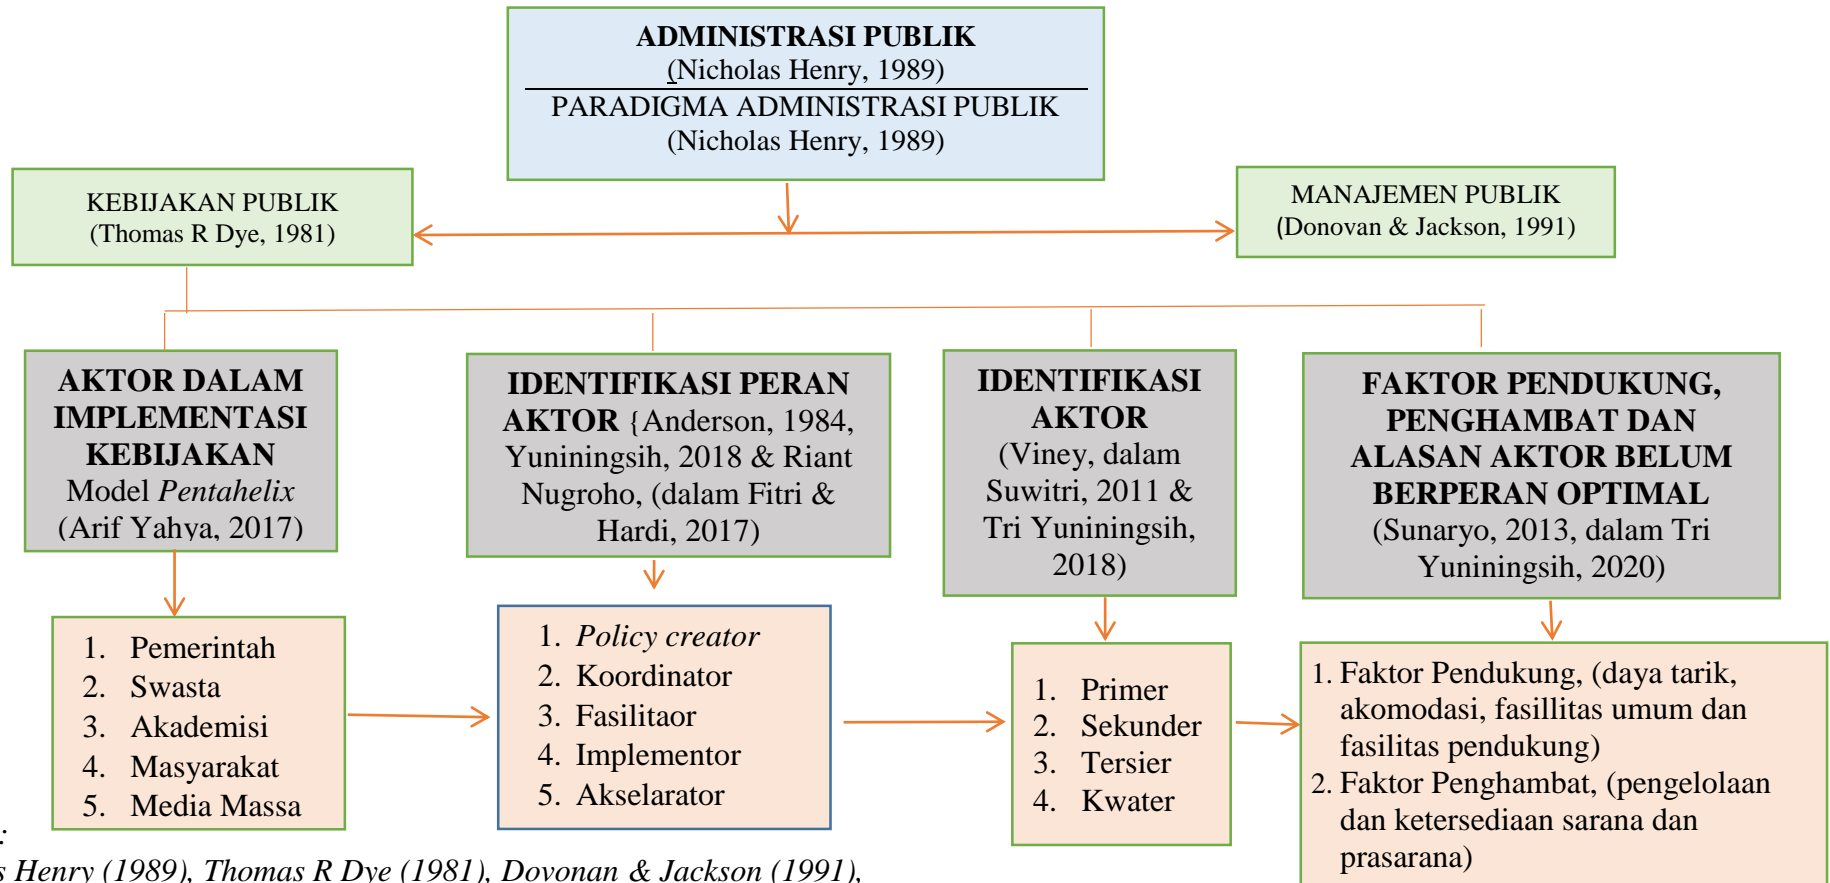 ADMINISTRASI PUBLIK
(Nicholas Henry, 1989)
PARADIGMA ADMINISTRASI PUBLIK
(Nicholas Henry, 1989)
KEBIJAKAN PUBLIK
(Thomas R Dye, 1981)
MANAJEMEN PUBLIK
(Donovan & Jackson, 1991)
AKTOR DALAM
IMPLEMENTASI
KEBIJAKAN
Model Pentahelix
(Arif Yahya, 2017)
IDENTIFIKASI PERAN
AKTOR {Anderson, 1984,
Yuniningsih, 2018 & Riant
Nugroho, (dalam Fitri &
Hardi, 2017)
IDENTIFIKASI
AKTOR
(Viney, dalam
Suwitri, 2011 &
Tri Yuniningsih,
2018)
FAKTOR PENDUKUNG,
PENGHAMBAT DAN
ALASAN AKTOR BELUM
BERPERAN OPTIMAL
(Sunaryo, 2013, dalam Tri
Yuniningsih, 2020)
1. Pemerintah
2. Swasta
3. Akademisi
4. Masyarakat
5. Media Massa
1. Policy creator
2. Koordinator
3. Fasilitaor
4. Implementor
5. Akselarator
1. Primer
2. Sekunder
3. Tersier
4. Kwater
1. Faktor Pendukung, (daya tarik,
akomodasi, fasillitas umum dan
fasilitas pendukung)
2. Faktor Penghambat, (pengelolaan
dan ketersediaan sarana dan
prasarana)
:
s Henry (1989), Thomas R Dye (1981), Dovonan & Jackson (1991),